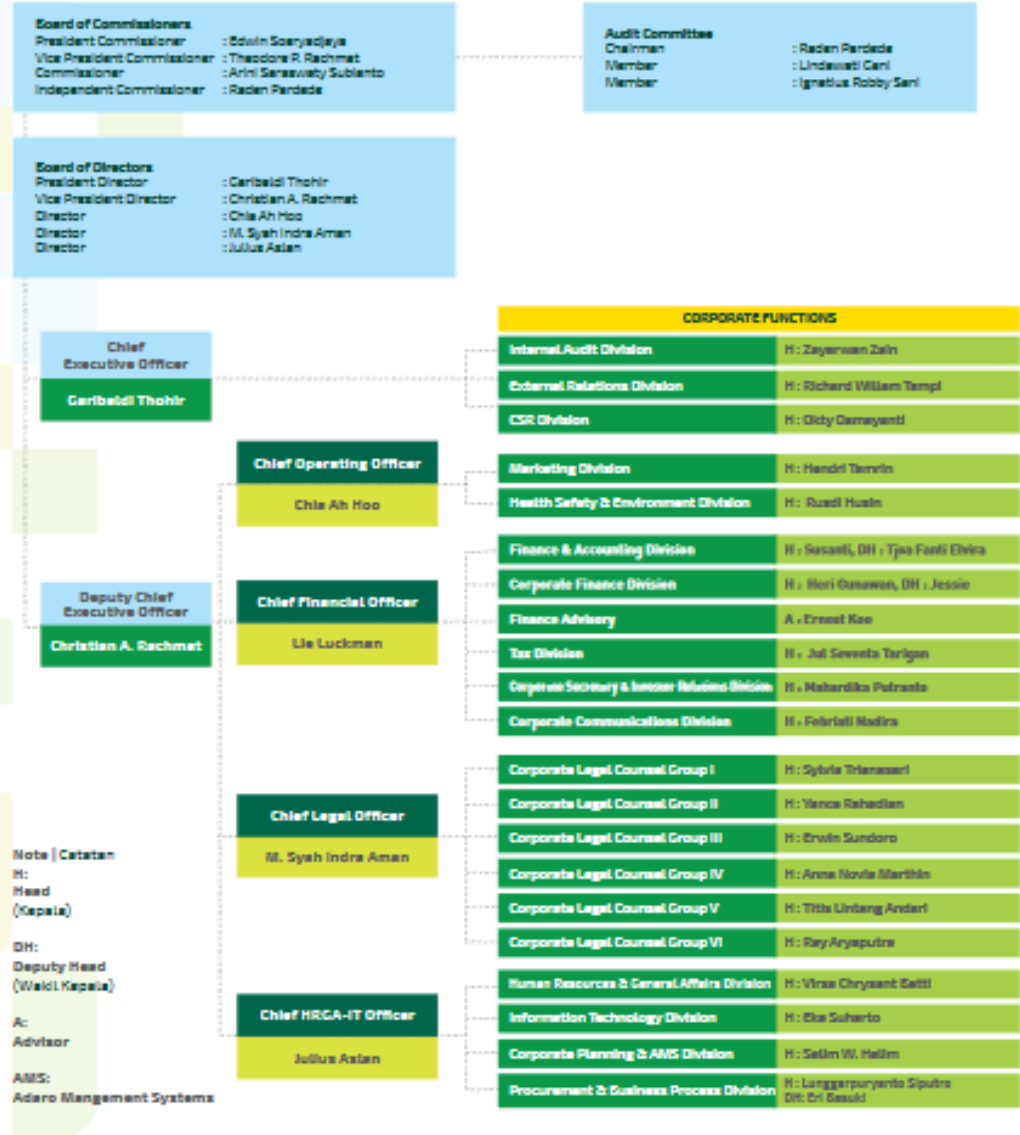 Board of Commissioners
President Commissioner : Edwin Soeryadjaya
Vice President Commissioner : Theodore P. Rachmat
Commissioner : Arini Saraswaty Subianto
Independent Commissioner : Raden Pardede
Audit Committee
Chairman : Raden Pardede
Member : Lindawati Gani
Member : Ignatius Robby Sani
Board of Directors
President Director : Garibaldi Thohir
Vice President Director : Christian A. Rachmat
Director : Chia Ah Hoo
Director : M. Syah Indra Aman
Director : Julius Aslan
CORPORATE FUNCTIONS
Chief
Executive Officer
Garibaldi Thohir
Internal Audit Division H: Zayerwan Zain
External Relations Division H: Richard Willem Tampi
CSR Division H: Okty Damayanti
Chief Operating Officer
Chia Ah Hoo
Marketing Division H: Hendri Tamrin
Health Safety & Environment Division H: Rusdi Husin
Deputy Chief
Executive Officer
Christian A. Rachmat
Chief Financial Officer
Lie Luckman
Finance & Accounting Division H: Susanti, DH: Tjoa Fanti Elvira
Corporate Finance Division H: Heri Gunawan, DH: Jessie
Finance Advisory A: Ernest Kee
Tax Division H: Jul Seventa Tarigan
Corporate Secretary & Investor Relations Division H: Mahardika Putranto
Corporate Communications Division H: Febriati Nadira
Chief Legal Officer
M. Syah Indra Aman
Corporate Legal Counsel Group I H: Sylvia Trianasari
Corporate Legal Counsel Group II H: Yanca Rahadian
Corporate Legal Counsel Group III H: Erwin Sundoro
Corporate Legal Counsel Group IV H: Anna Novia Marthin
Corporate Legal Counsel Group V H: Titis Lintang Andari
Corporate Legal Counsel Group VI H: Ray Aryaputra
Chief HRGA-IT Officer
Julius Aslan
Human Resources & General Affairs Division H: Virsa Chrysant
Information Technology Division H: Eka Suharto
Corporate Planning & AMS Division H: Salim W. Halim
Procurement & Business Process Division H: Langgarpuryanto Siputro
DH: Eri Basuki
Note | Catatan
H:
Head
(Kepala)
DH:
Deputy Head
(Wakil Kepala)
A:
Advisor
AMS:
Adaro Mangement Systems